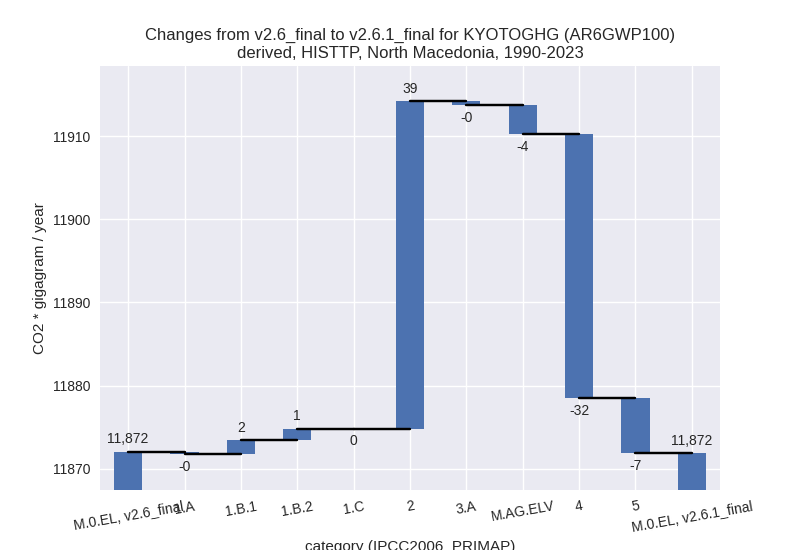 Changes from v2.6_final to v2.6.1_final for KYOTOGHG (AR6GWP100)
derived, HISTTP, North Macedonia, 1990-2023
CO2 * gigagram / year
11910
11900
11890
11880
11870
11,872
-0
2
1
0
39
-0
-4
-32
-7
11,872
M.0.EL, v2.6_final
1.A
1.B.1
1.B.2
1.C
2
3.A
M.AG.ELV
4
5
M.0.EL, v2.6.1_final
category (IPCC2006_PRIMAP)